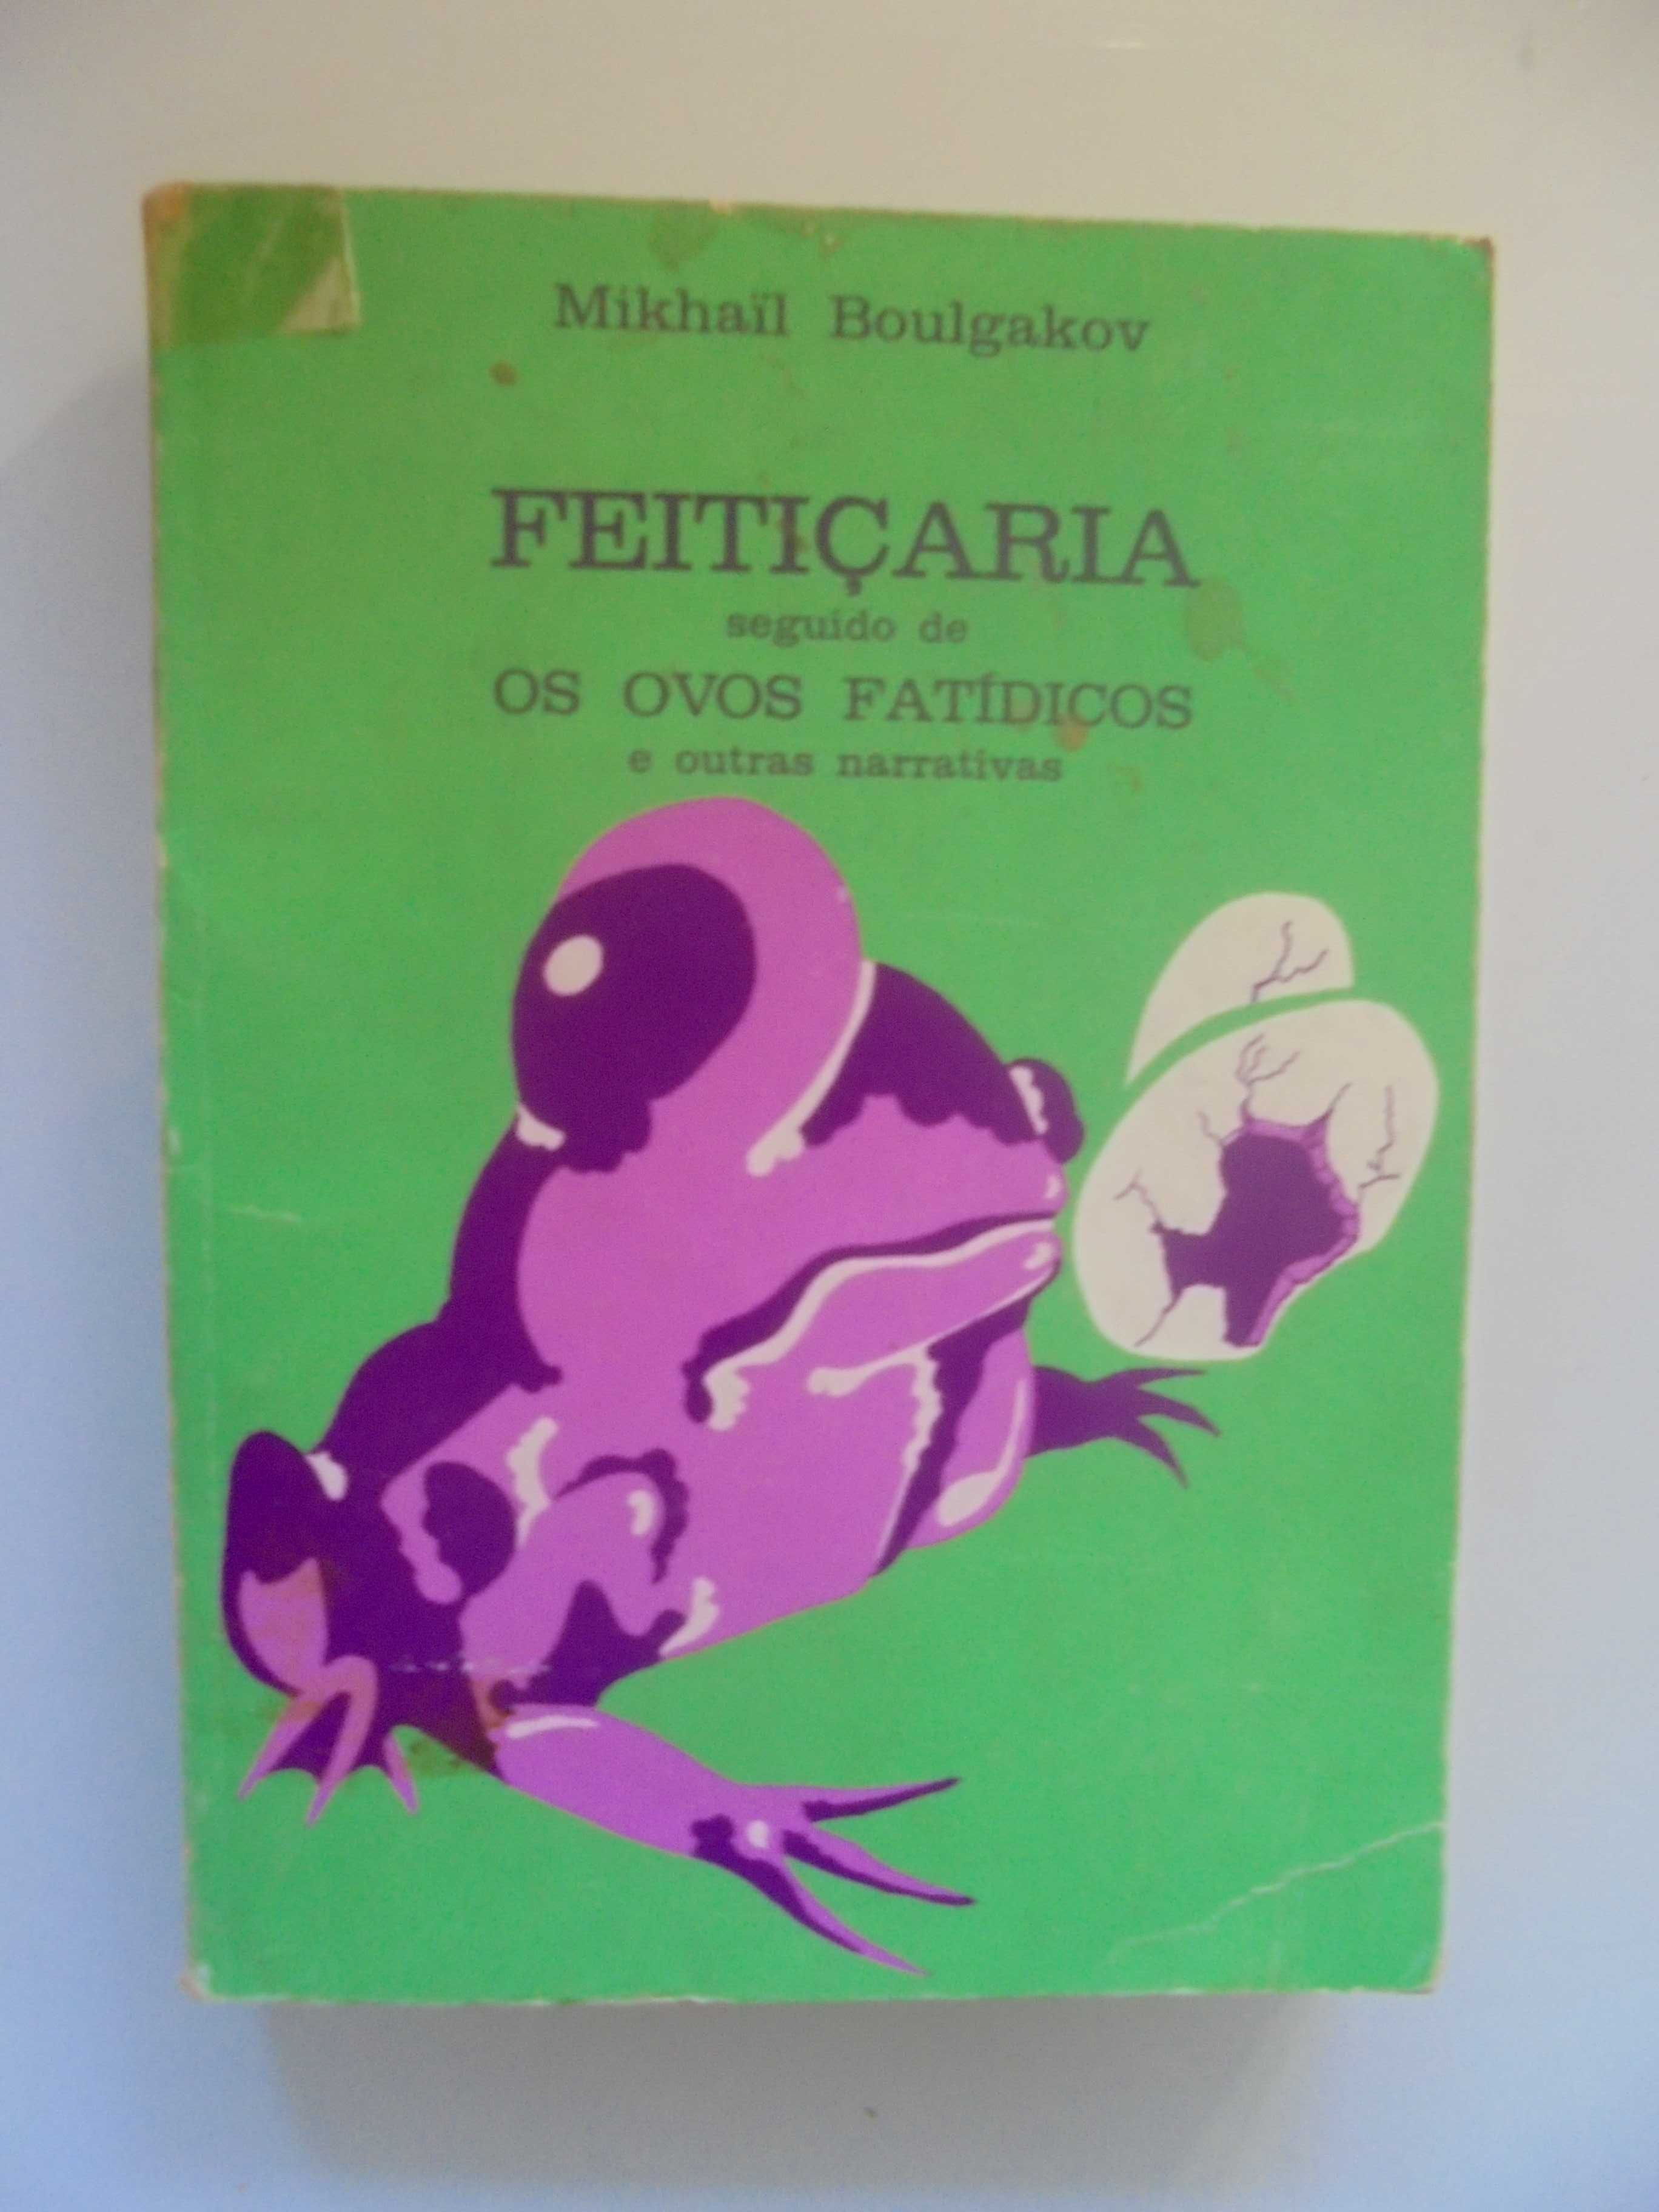 Mikhaïl Boulgakov
FEITIÇARIA
seguido de
OS OVOS FATÍDICOS
e outras narrativas